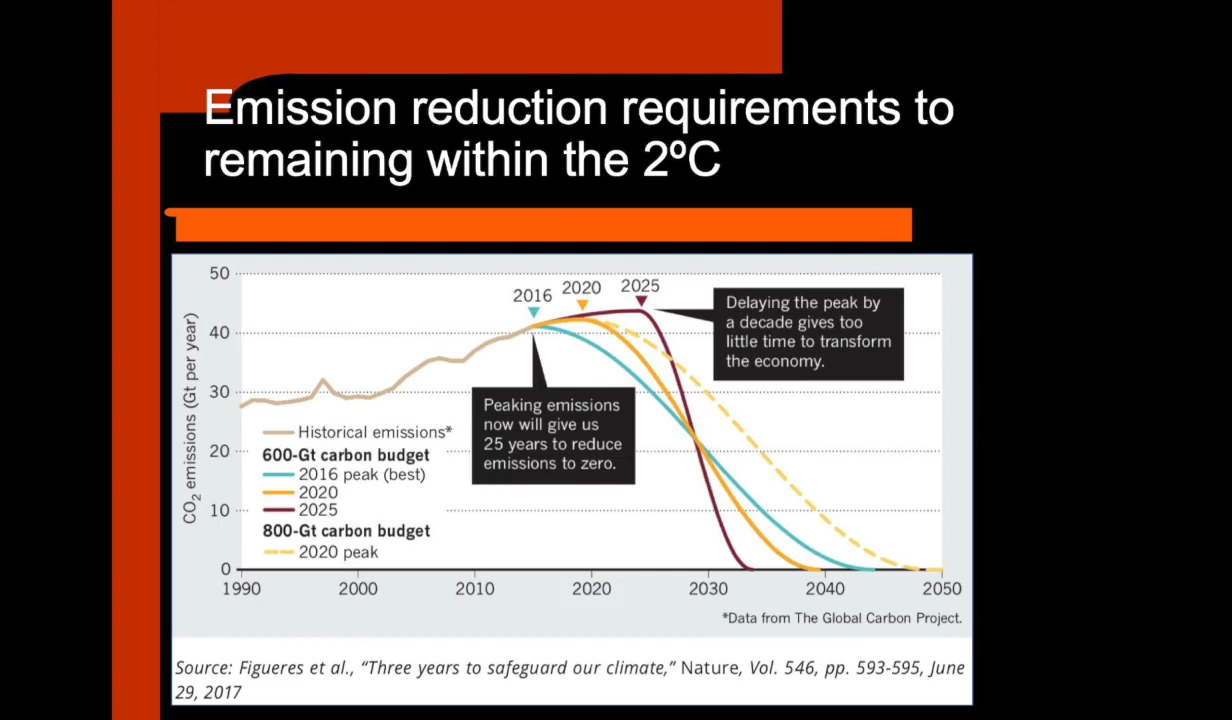 Emission reduction requirements to
remaining within the 2ºC
50
40
30
20
10
0
CO2 emissions (Gt per year)
2016
2020
2025
Delaying the peak by
a decade gives too
little time to transform
the economy.
Peaking emissions
now will give us
25 years to reduce
emissions to zero.
Historical emissions*
600-Gt carbon budget
2016 peak (best)
2020
2025
800-Gt carbon budget
2020 peak
1990
2000
2010
2020
2030
2040
2050
*Data from The Global Carbon Project.
Source: Figueres et al., “Three years to safeguard our climate,” Nature, Vol. 546, pp. 593-595, June
29, 2017